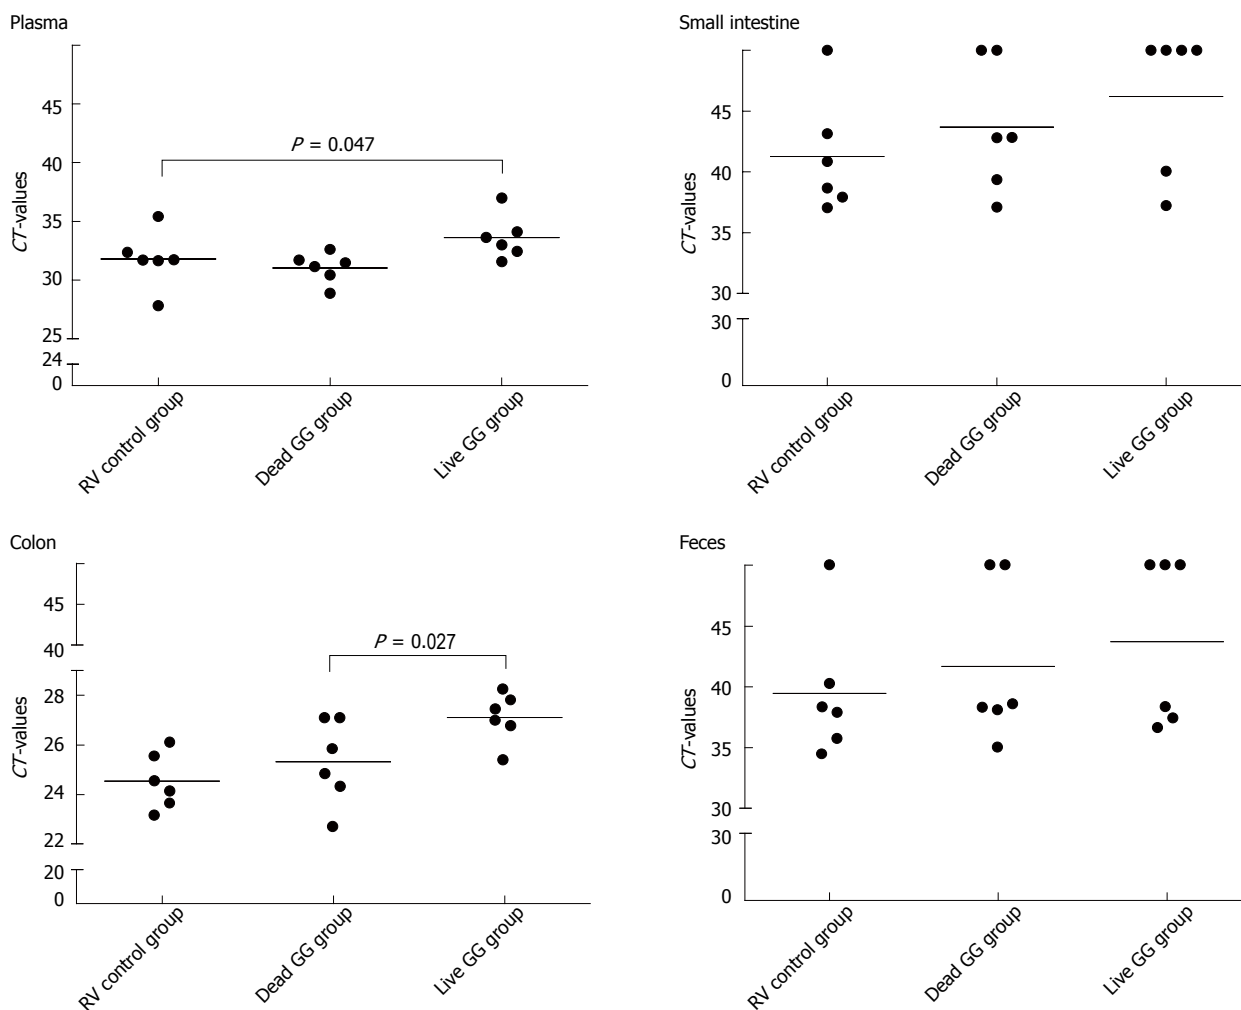 Plasma
CT-values
45
40
35
30
25
24
0
P = 0.047
RV control group
Dead GG group
Live GG group
Small intestine
CT-values
45
40
35
30
30
0
RV control group
Dead GG group
Live GG group
Colon
CT-values
45
40
28
26
24
22
20
0
P = 0.027
RV control group
Dead GG group
Live GG group
Feces
CT-values
45
40
35
30
30
0
RV control group
Dead GG group
Live GG group